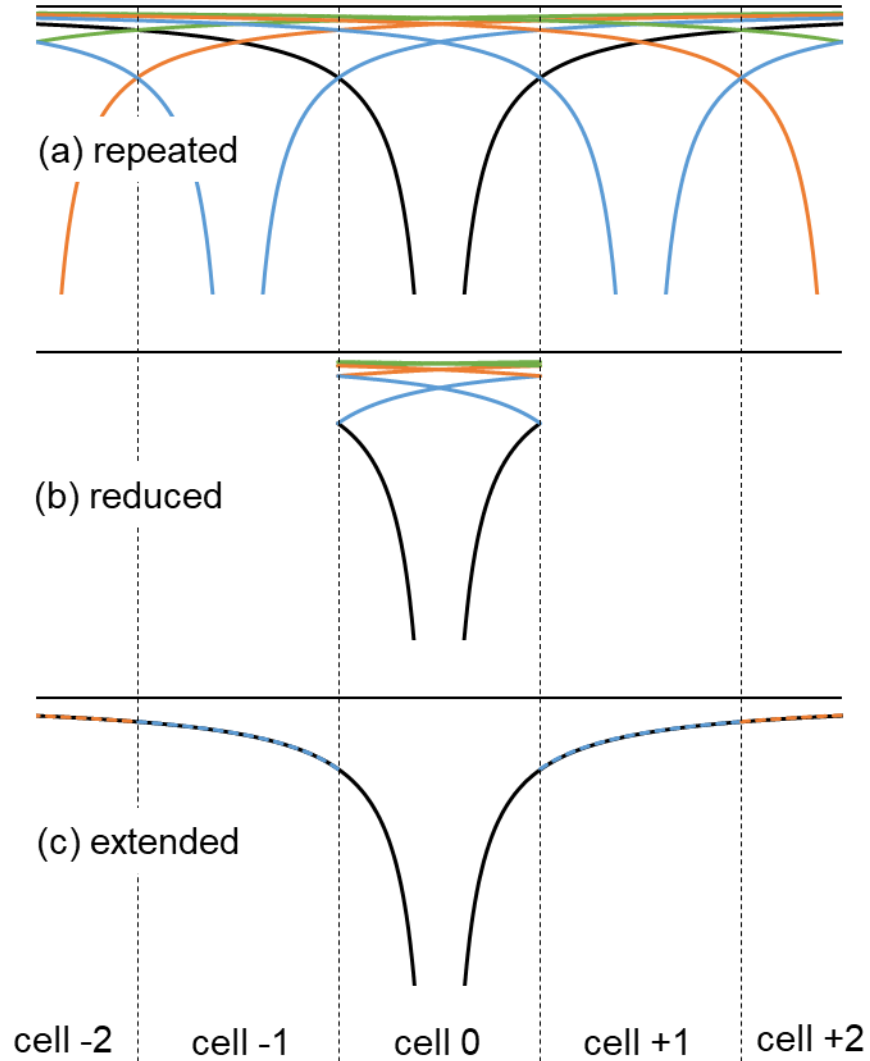 (a) repeated
(b) reduced
(c) extended
cell -2 cell -1 cell 0 cell +1 cell +2